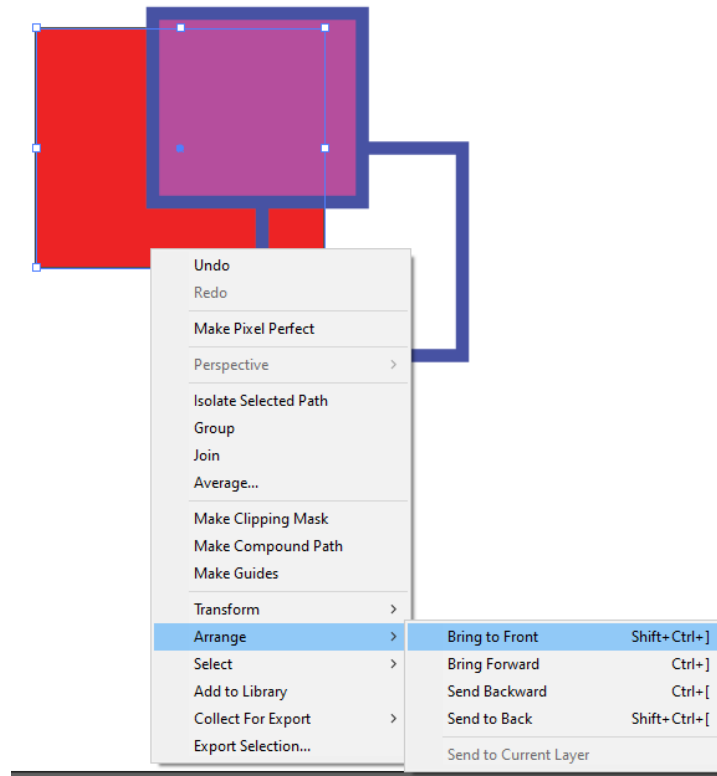 Undo
Redo
Make Pixel Perfect
Perspective
Isolate Selected Path
Group
Join
Average...
Make Clipping Mask
Make Compound Path
Make Guides
Transform
Arrange
Select
Add to Library
Collect For Export
Export Selection...
Bring to Front Shift+Ctrl+]
Bring Forward Ctrl+]
Send Backward Ctrl+[
Send to Back Shift+Ctrl+[
Send to Current Layer